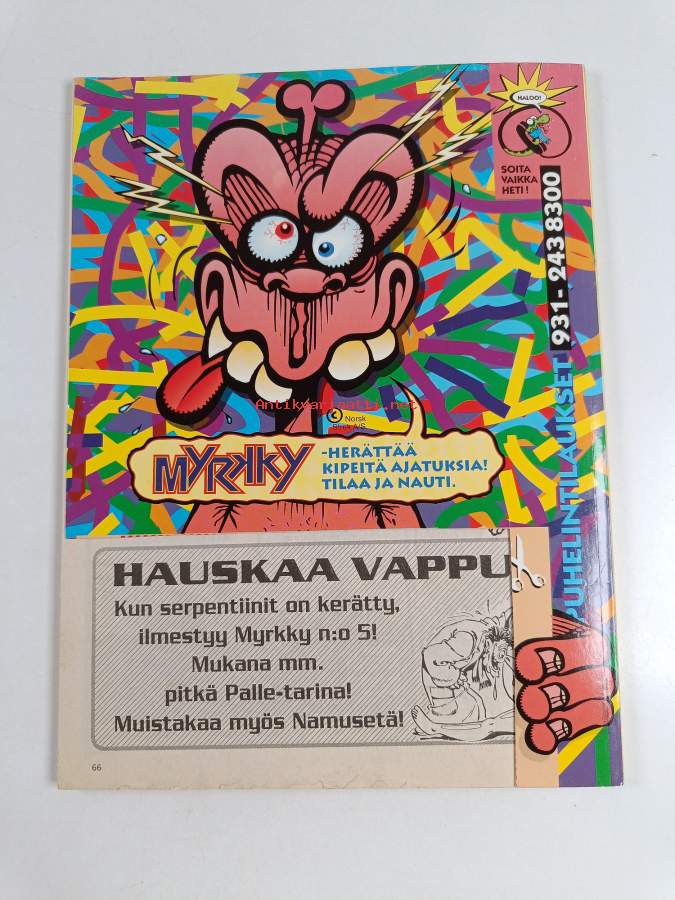 HALOO!
SOITA
VAIKKA
HETI!
PUHELINTILAUKSET 931- 243 8300
Antikvariaatti.net
© Norsk
Strek A/S
MYRKKY
-HERÄTTÄÄ
KIPEITÄ AJATUKSIA!
TILAA JA NAUTI.
HAUSKAA VAPPU
Kun serpentiinit on kerätty,
ilmestyy Myrkky n:o 5!
Mukana mm.
pitkä Palle-tarina!
Muistakaa myös Namusetä!
66